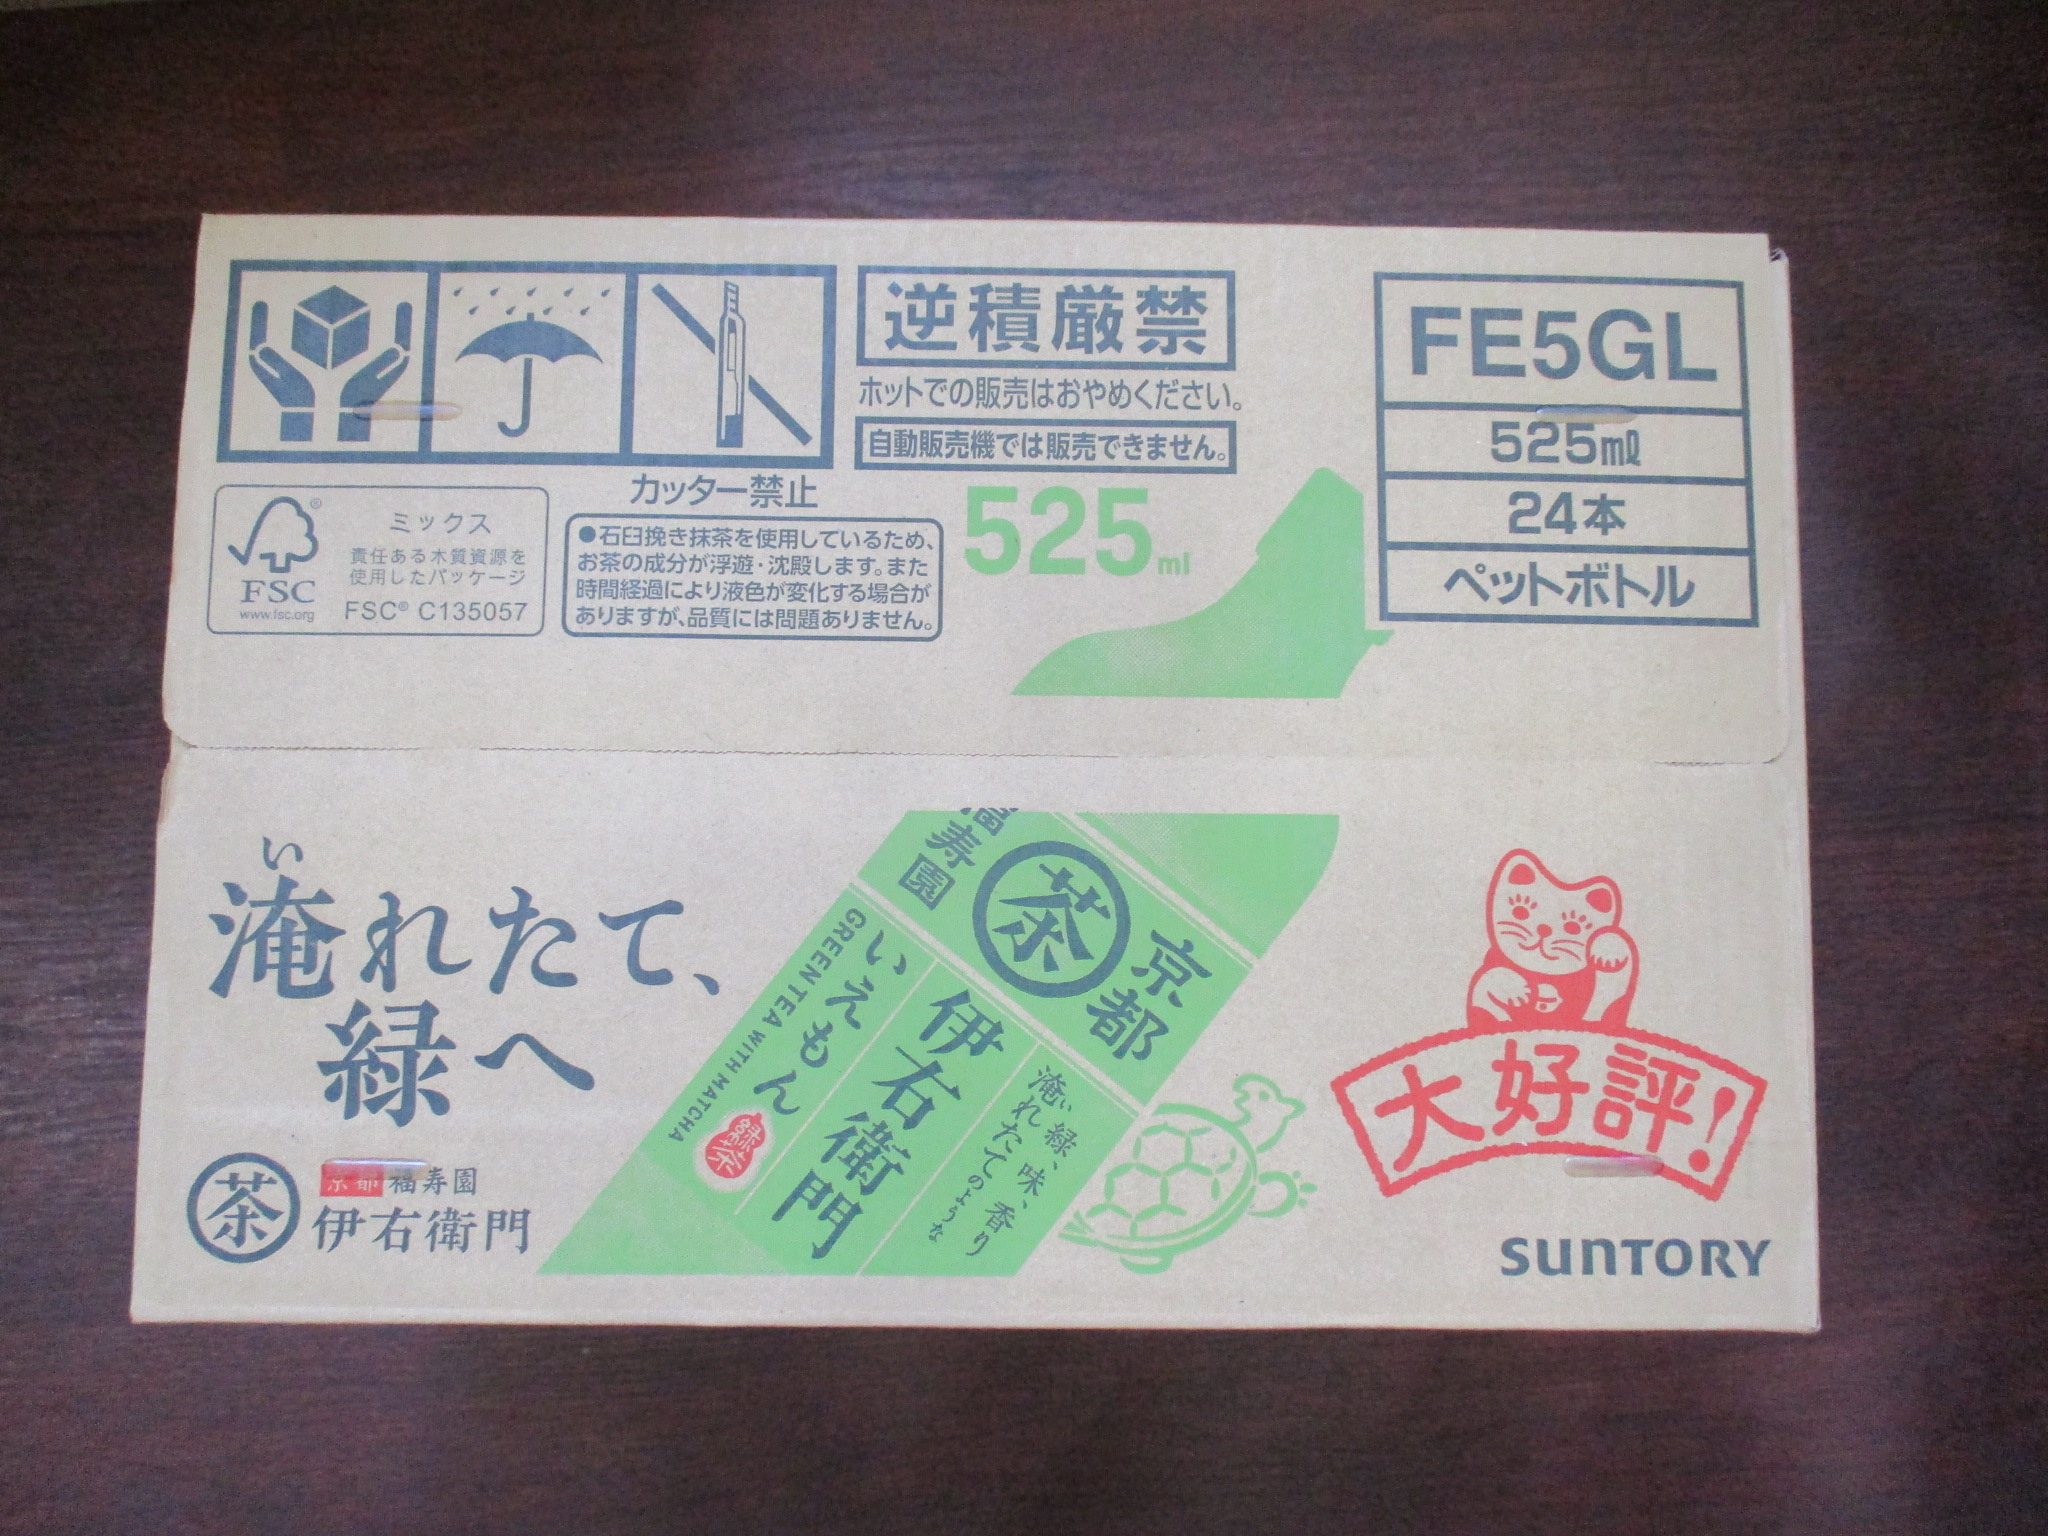 逆積厳禁
ホットでの販売はおやめください。
自動販売機では販売できません。
カッター禁止
FE5GL
525ml
24本
ペットボトル
FSC®
www.fsc.org
ミックス
責任ある木質資源を
使用したパッケージ
FSC® C135057
●石臼挽き抹茶を使用しているため、
お茶の成分が浮遊・沈殿します。また
時間経過により液色が変化する場合が
ありますが、品質には問題ありません。
525ml
い
淹れたて、
緑へ
茶
京都 福寿園
伊右衛門
京都
茶
福寿園
淹れたてのような
い
緑、味、香り
伊右衛門
いえもん
緑茶
GREEN TEA WITH MATCHA
大好評!
SUNTORY